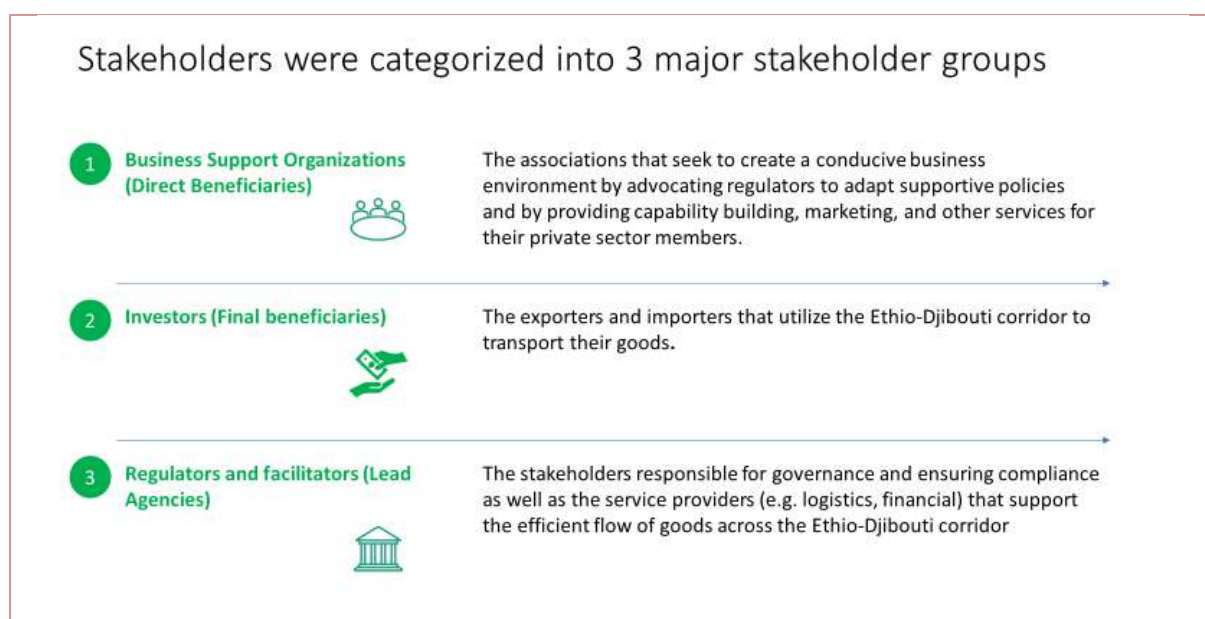 Stakeholders were categorized into 3 major stakeholder groups
1
Business Support Organizations
(Direct Beneficiaries)
The associations that seek to create a conducive business
environment by advocating regulators to adapt supportive policies
and by providing capability building, marketing, and other services for
their private sector members.
2
Investors (Final beneficiaries)
The exporters and importers that utilize the Ethio-Djibouti corridor to
transport their goods.
3
Regulators and facilitators (Lead
Agencies)
The stakeholders responsible for governance and ensuring compliance
as well as the service providers (e.g. logistics, financial) that support
the efficient flow of goods across the Ethio-Djibouti corridor